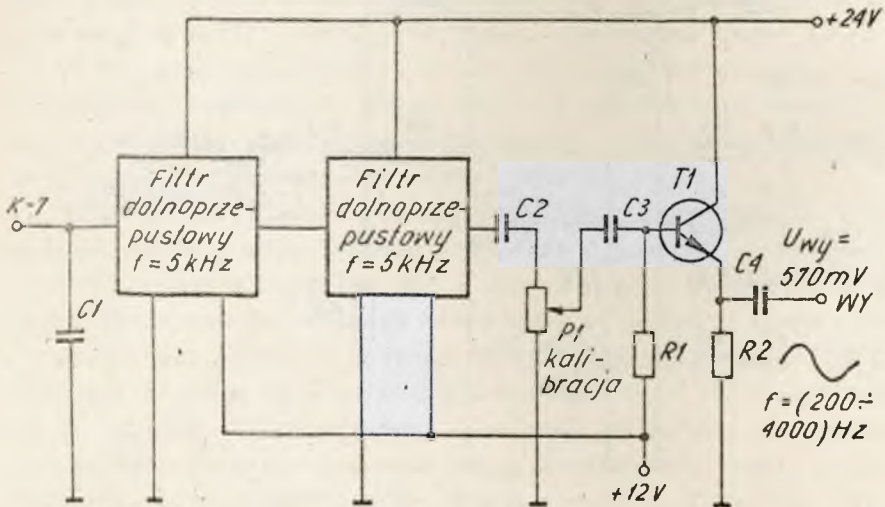 +24V
K-7
Filtr
dolnoprze-
pustowy
f=5kHz
Filtr
dolnoprze-
pustowy
f=5kHz
C2
C3
T1
Uwy=
570mV
C4
WY
C1
P1
kali-
bracja
R1
R2
f=(200÷
4000)Hz
+12V